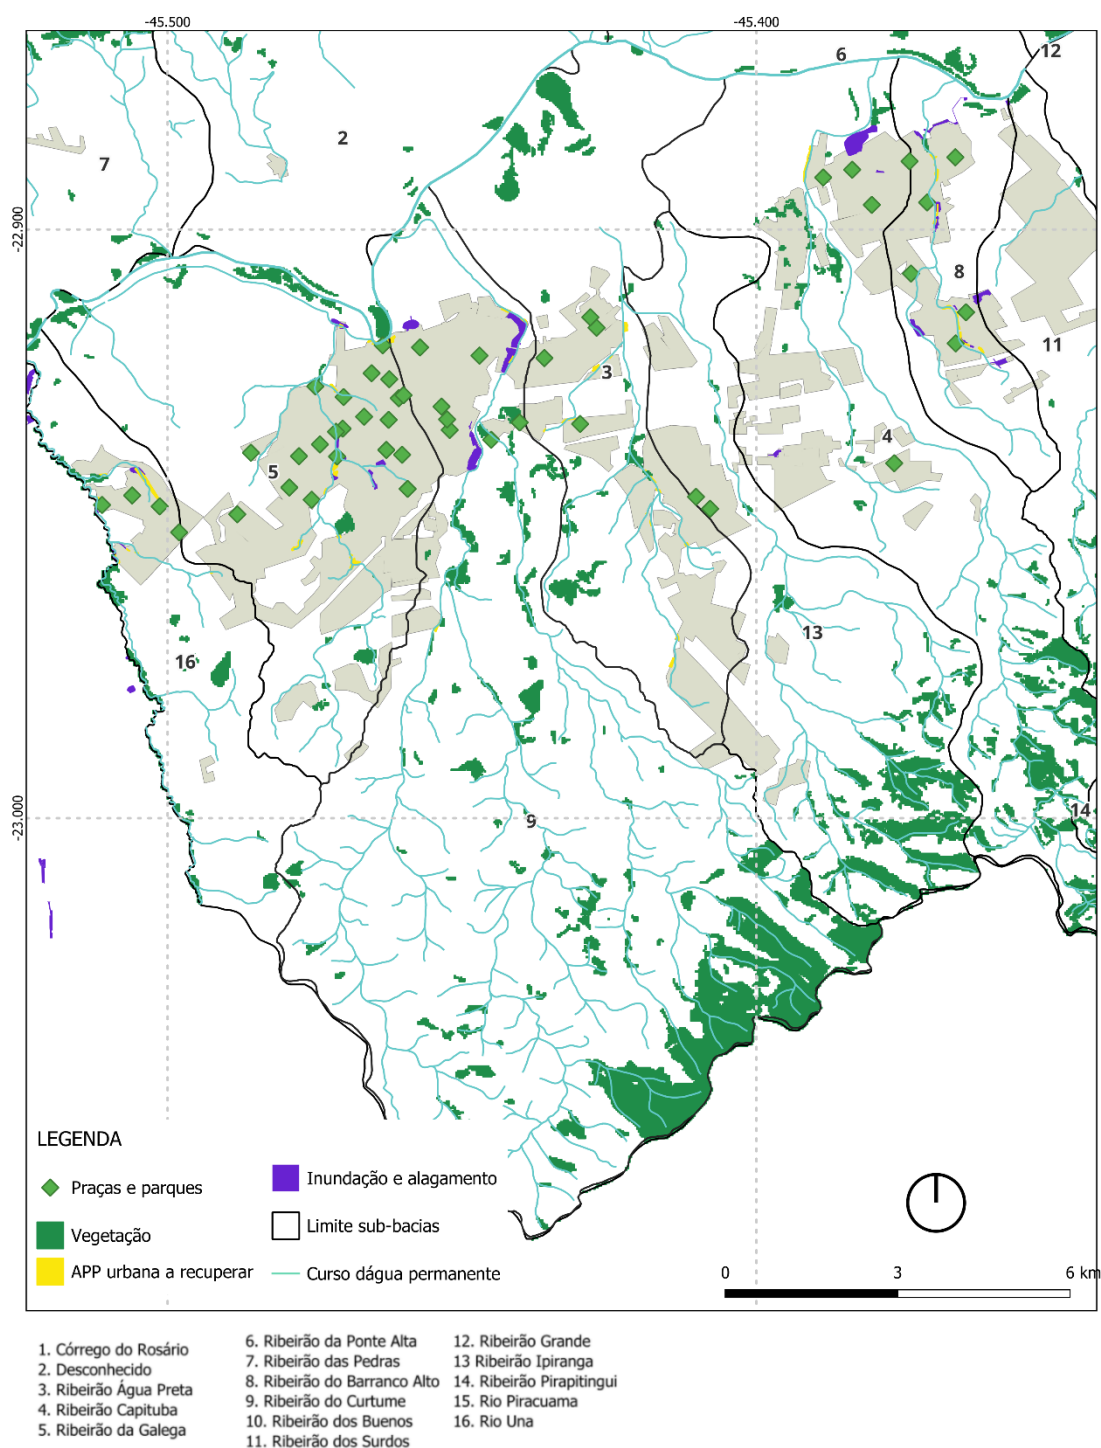 -45.500
-45.400
6
12
2
7
-22.900
8
11
3
4
5
13
16
14
-23.000
9
LEGENDA
Praças e parques
Vegetação
APP urbana a recuperar
Inundação e alagamento
Limite sub-bacias
Curso dágua permanente
0 3 6 km
1. Córrego do Rosário
2. Desconhecido
3. Ribeirão Água Preta
4. Ribeirão Capituba
5. Ribeirão da Galega
6. Ribeirão da Ponte Alta
7. Ribeirão das Pedras
8. Ribeirão do Barranco Alto
9. Ribeirão do Curtume
10. Ribeirão dos Buenos
11. Ribeirão dos Surdos
12. Ribeirão Grande
13 Ribeirão Ipiranga
14. Ribeirão Pirapitingui
15. Rio Piracuama
16. Rio Una